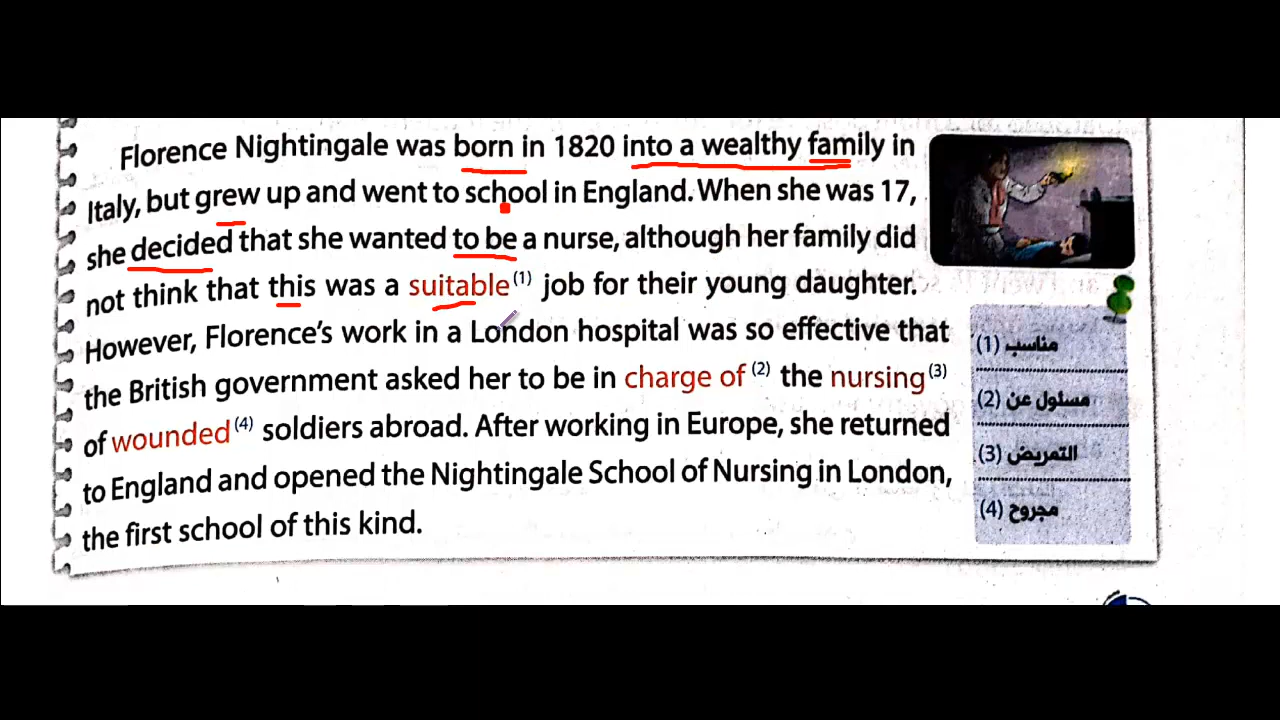 Florence Nightingale was born in 1820 into a wealthy family in
Italy, but grew up and went to school in England. When she was 17,
she decided that she wanted to be a nurse, although her family did
not think that this was a suitable(1) job for their young daughter.
However, Florence's work in a London hospital was so effective that
the British government asked her to be in charge of (2) the nursing(3)
of wounded(4) soldiers abroad. After working in Europe, she returned
to England and opened the Nightingale School of Nursing in London,
the first school of this kind.
(1) مناسب
(2) مسئول عن
(3) التمريض
(4) مجروح